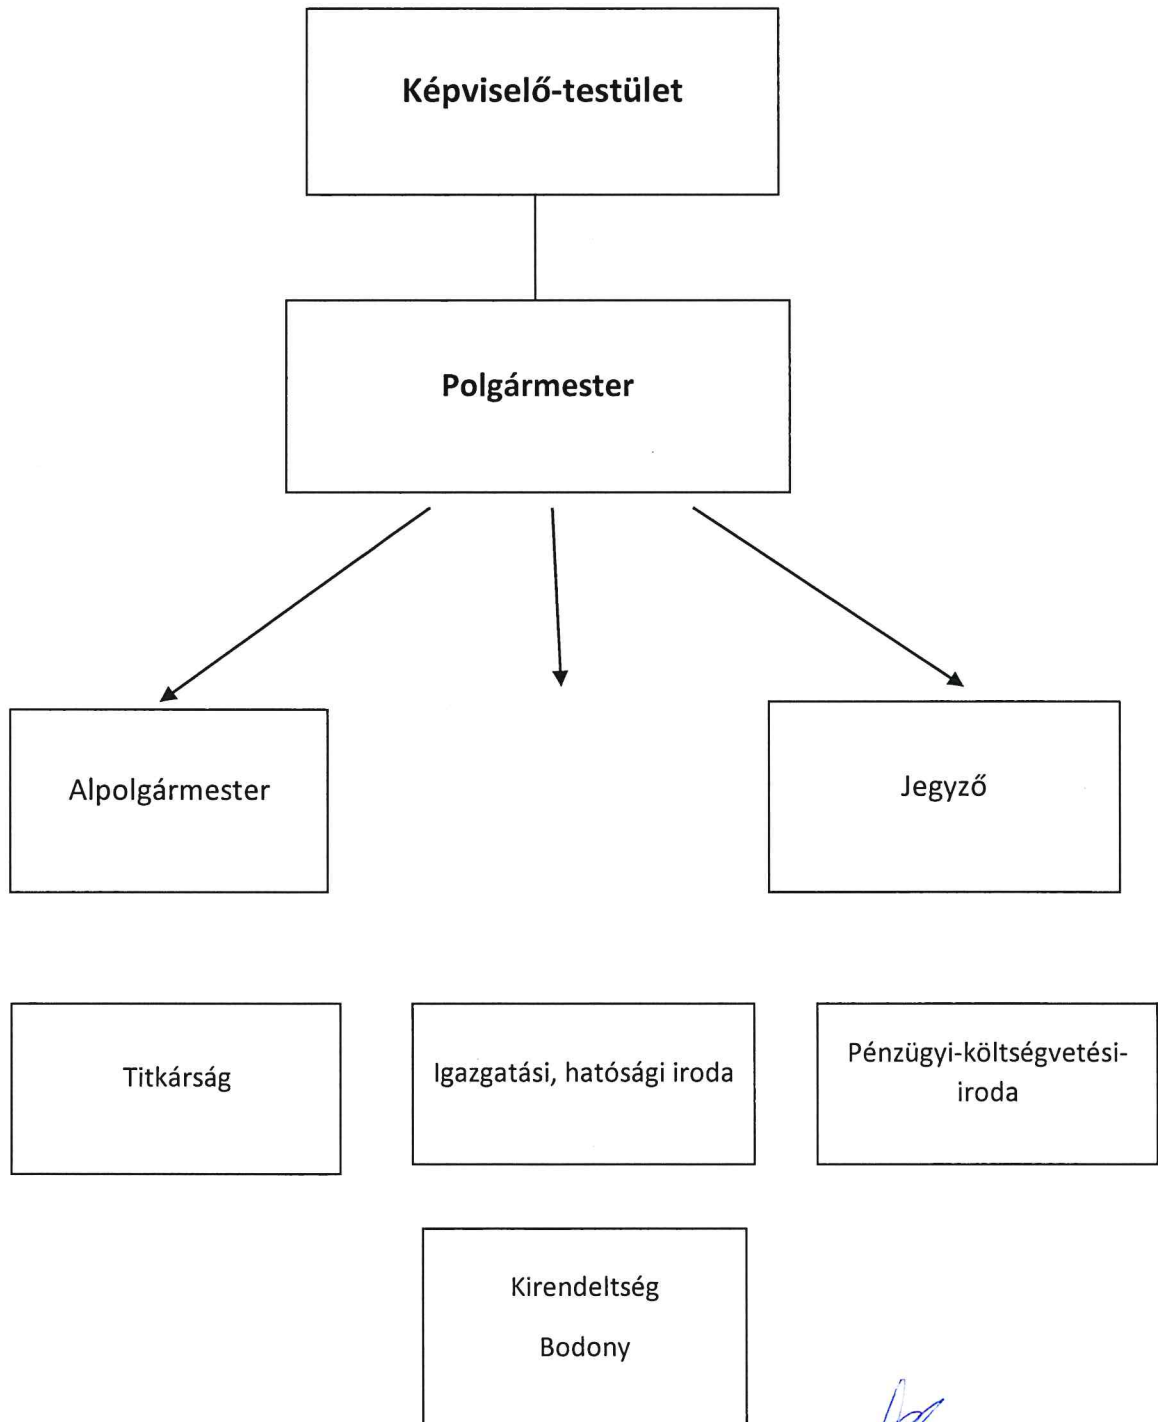 Képviselő-testület
Polgármester
Alpolgármester
Jegyző
Titkárság
Igazgatási, hatósági iroda
Pénzügyi-költségvetési-
iroda
Kirendeltség
Bodony